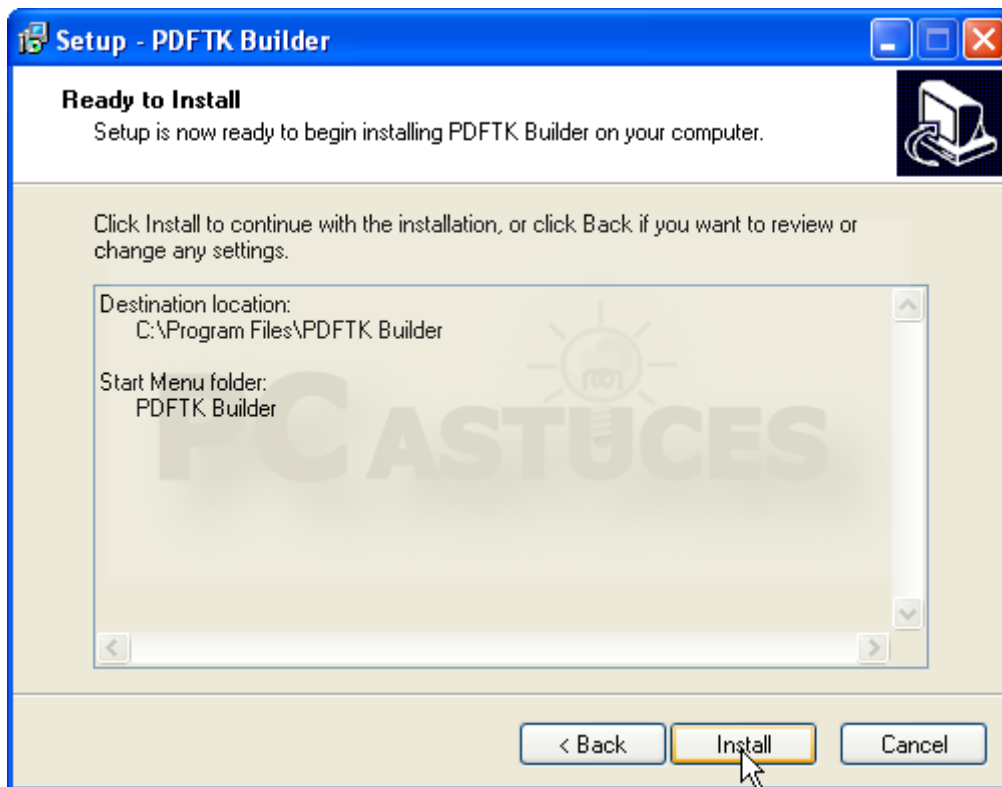 Setup - PDFTK Builder
Ready to Install
Setup is now ready to begin installing PDFTK Builder on your computer.
Click Install to continue with the installation, or click Back if you want to review or
change any settings.
Destination location:
C:\Program Files\PDFTK Builder
Start Menu folder:
PDFTK Builder
PC ASTUCES
< Back
Install
Cancel